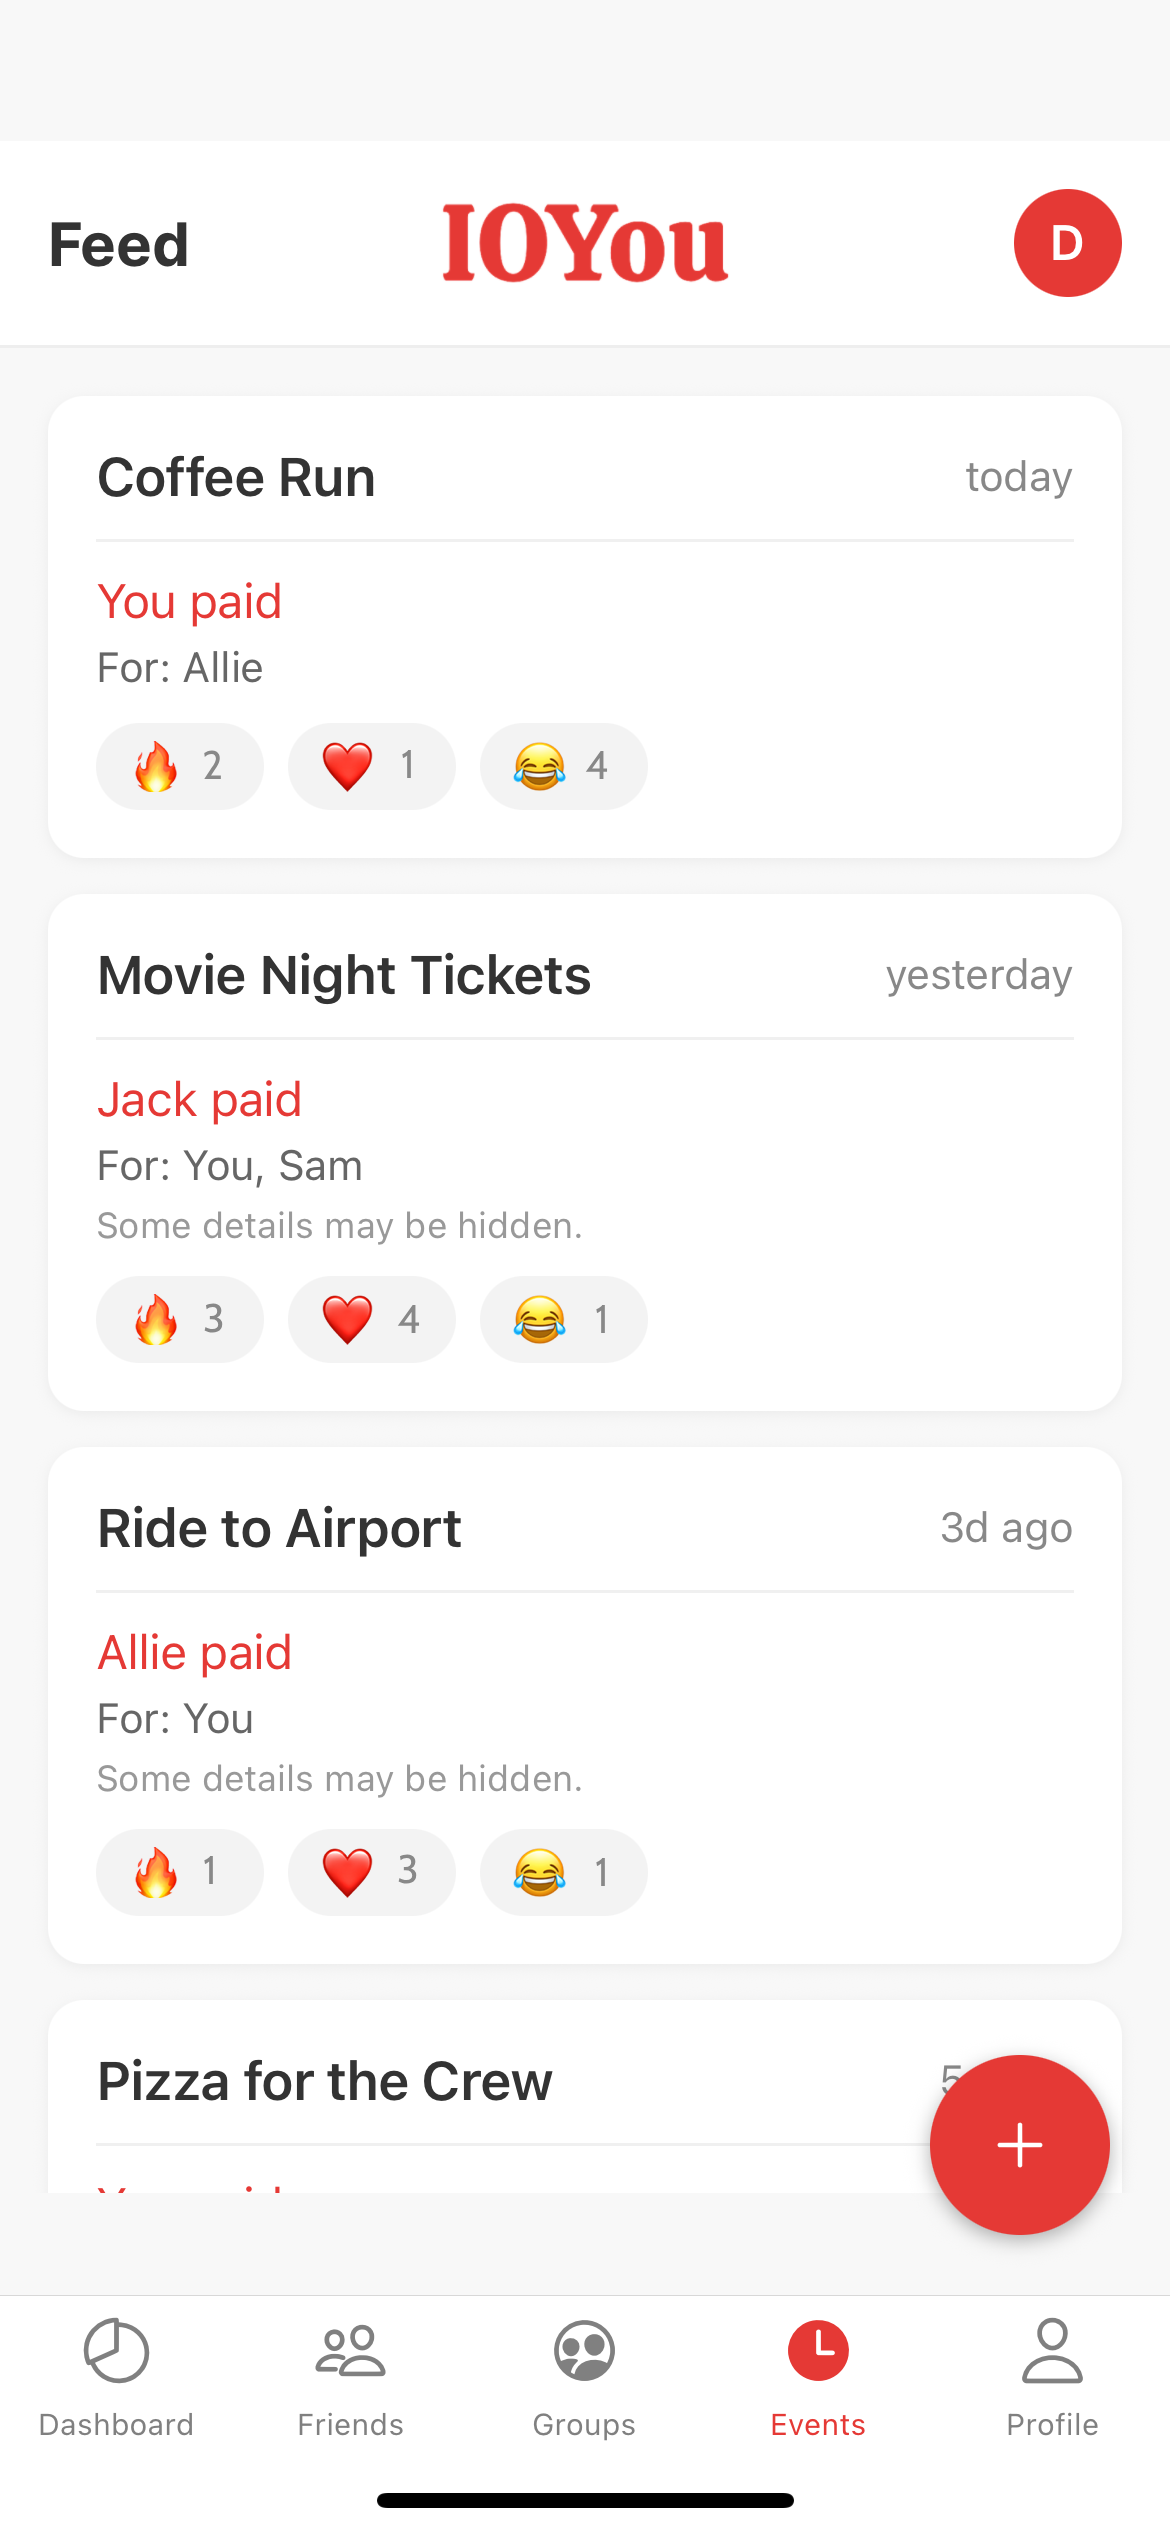 Feed
IOYou
D
Coffee Run
today
You paid
For: Allie
🔥 2
❤️ 1
😂 4
Movie Night Tickets
yesterday
Jack paid
For: You, Sam
Some details may be hidden.
🔥 3
❤️ 4
😂 1
Ride to Airport
3d ago
Allie paid
For: You
Some details may be hidden.
🔥 1
❤️ 3
😂 1
Pizza for the Crew
Dashboard
Friends
Groups
Events
Profile